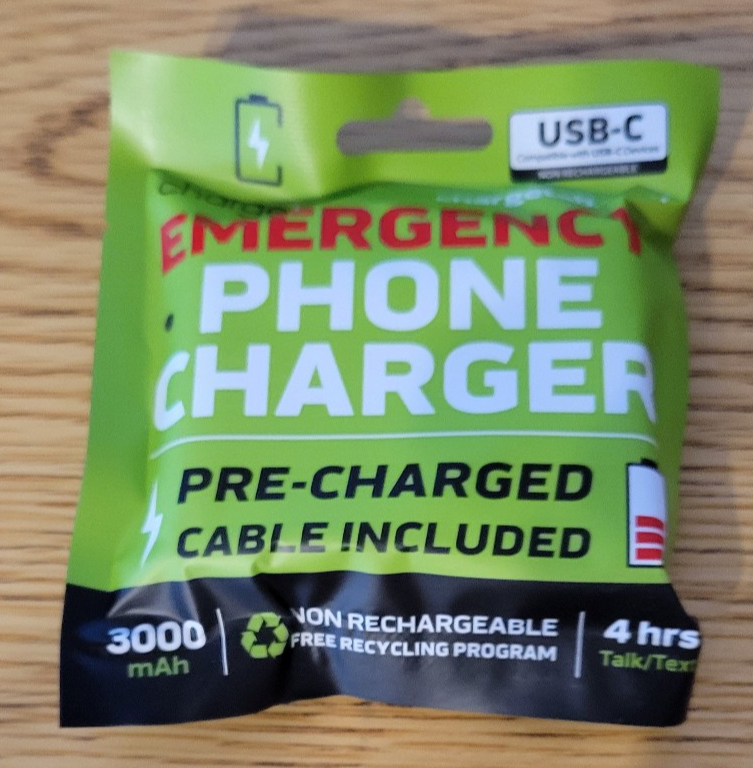 USB-C
Compatible with USB-C Devices
NON RECHARGEABLE
EMERGENCY
PHONE
CHARGER
PRE-CHARGED
CABLE INCLUDED
3000
mAh
NON RECHARGEABLE
FREE RECYCLING PROGRAM
4 hrs
Talk/Text